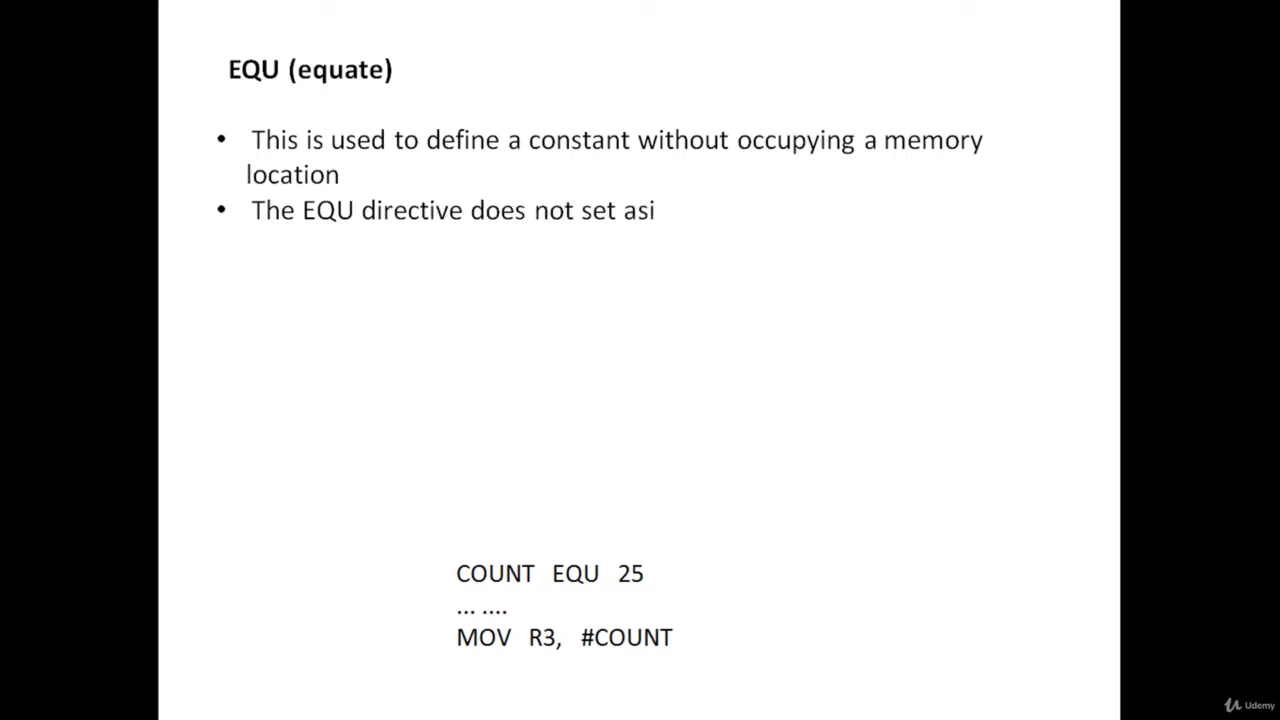 EQU (equate)
• This is used to define a constant without occupying a memory
location
• The EQU directive does not set asi
COUNT EQU 25
... ....
MOV R3, #COUNT
Udemy